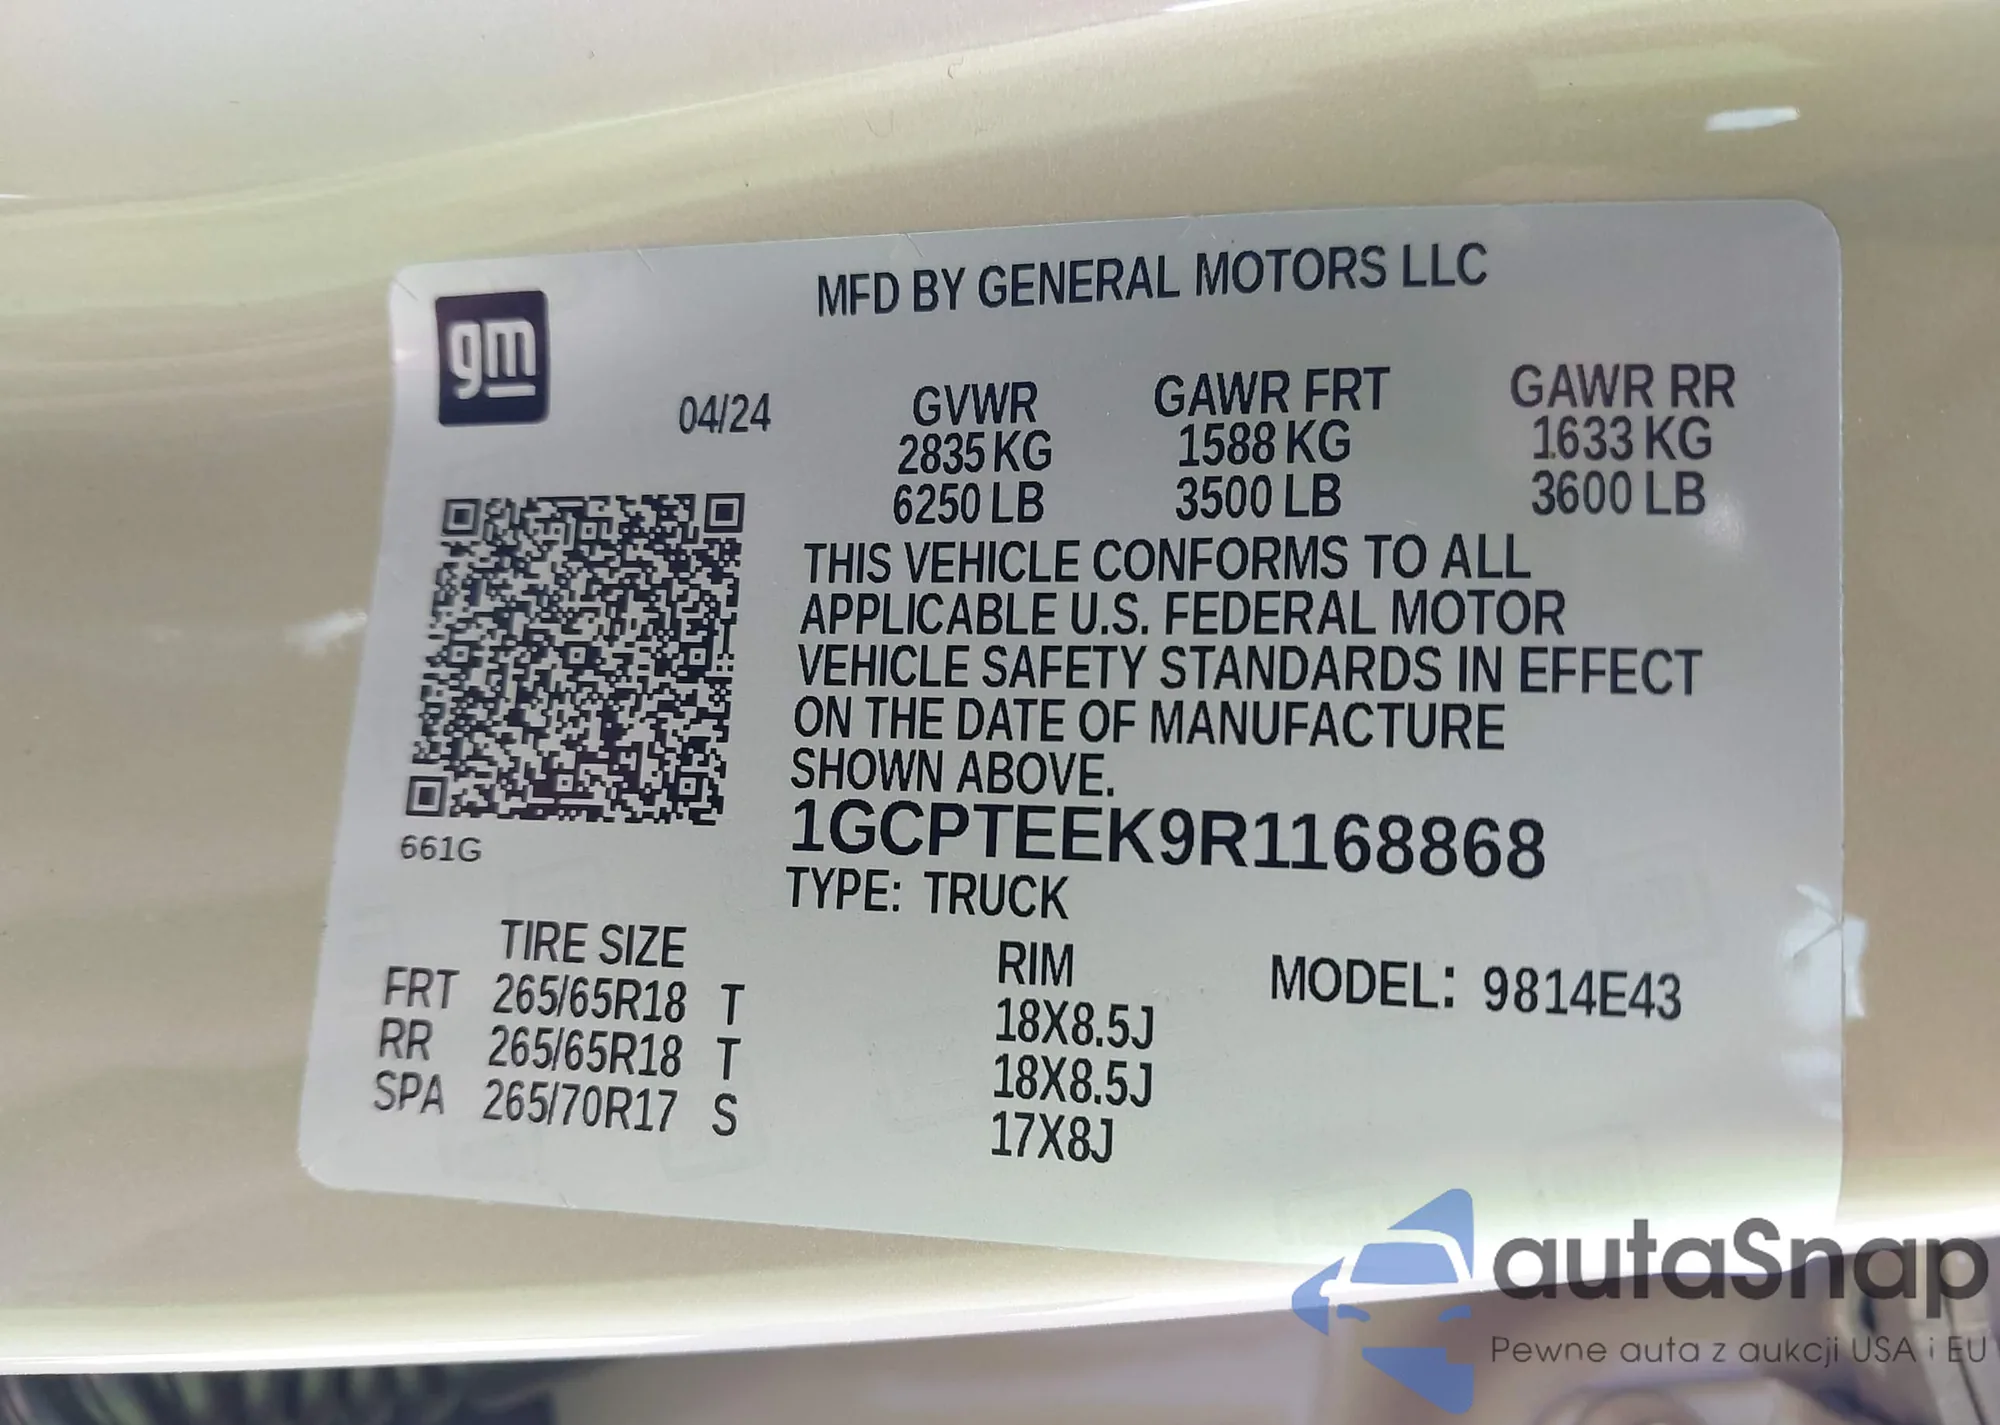 gm
MFD BY GENERAL MOTORS LLC
04/24
GVWR GAWR FRT GAWR RR
2835 KG 1588 KG 1633 KG
6250 LB 3500 LB 3600 LB
THIS VEHICLE CONFORMS TO ALL
APPLICABLE U.S. FEDERAL MOTOR
VEHICLE SAFETY STANDARDS IN EFFECT
ON THE DATE OF MANUFACTURE
SHOWN ABOVE.
661G
1GCPTEEK9R1168868
TYPE: TRUCK
TIRE SIZE RIM MODEL: 9814E43
FRT 265/65R18 T 18X8.5J
RR 265/65R18 T 18X8.5J
SPA 265/70R17 S 17X8J
autaSnap
Pewne auta z aukcji USA i EU